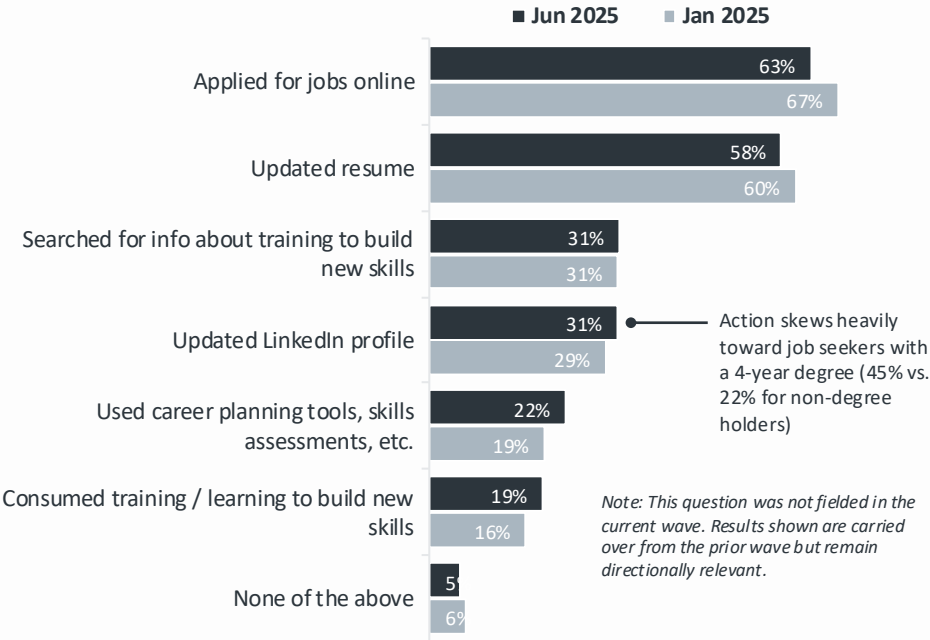 Jun 2025 Jan 2025
Applied for jobs online
63%
67%
Updated resume
58%
60%
Searched for info about training to build
new skills
31%
31%
Updated LinkedIn profile
31%
29%
Action skews heavily
toward job seekers with
a 4-year degree (45% vs.
22% for non-degree
holders)
Used career planning tools, skills
assessments, etc.
22%
19%
Consumed training / learning to build new
skills
19%
16%
Note: This question was not fielded in the
current wave. Results shown are carried
over from the prior wave but remain
directionally relevant.
None of the above
5%
6%